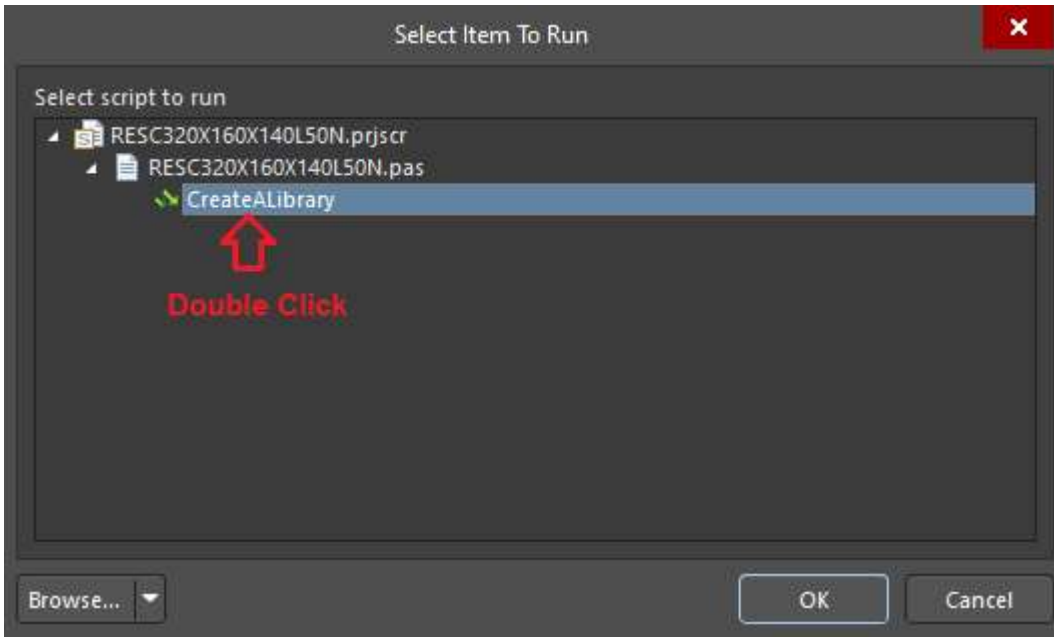 Select Item To Run
Select script to run
RESC320X160X140L50N.prjscr
RESC320X160X140L50N.pas
CreateALibrary
Double Click
Browse...
OK
Cancel